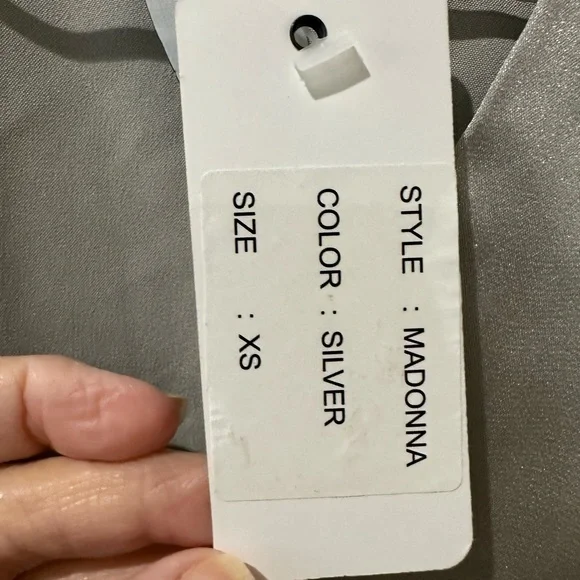 STYLE : MADONNA
COLOR : SILVER
SIZE : XS